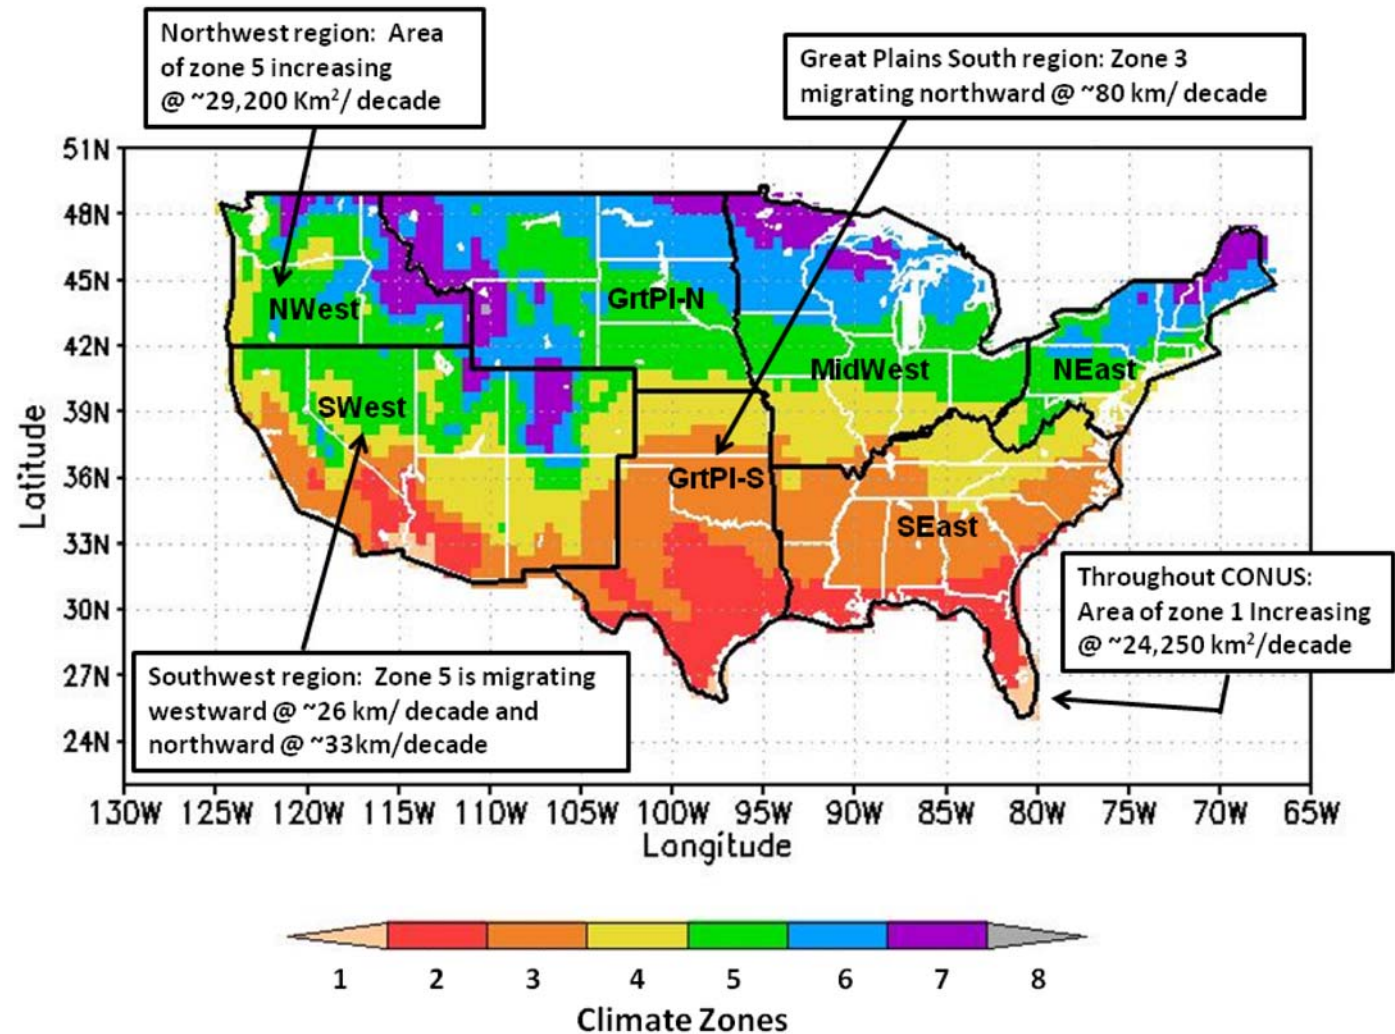 Northwest region: Area
of zone 5 increasing
@ ~29,200 Km²/ decade
Great Plains South region: Zone 3
migrating northward @ ~80 km/ decade
51N
48N
45N
42N
39N
36N
33N
30N
27N
24N
Latitude
NWest
GrtPl-N
MidWest
NEast
SWest
GrtPl-S
SEast
Throughout CONUS:
Area of zone 1 Increasing
@ ~24,250 km²/decade
Southwest region: Zone 5 is migrating
westward @ ~26 km/ decade and
northward @ ~33km/decade
130W 125W 120W 115W 110W 105W 100W 95W 90W 85W 80W 75W 70W 65W
Longitude
1 2 3 4 5 6 7 8
Climate Zones